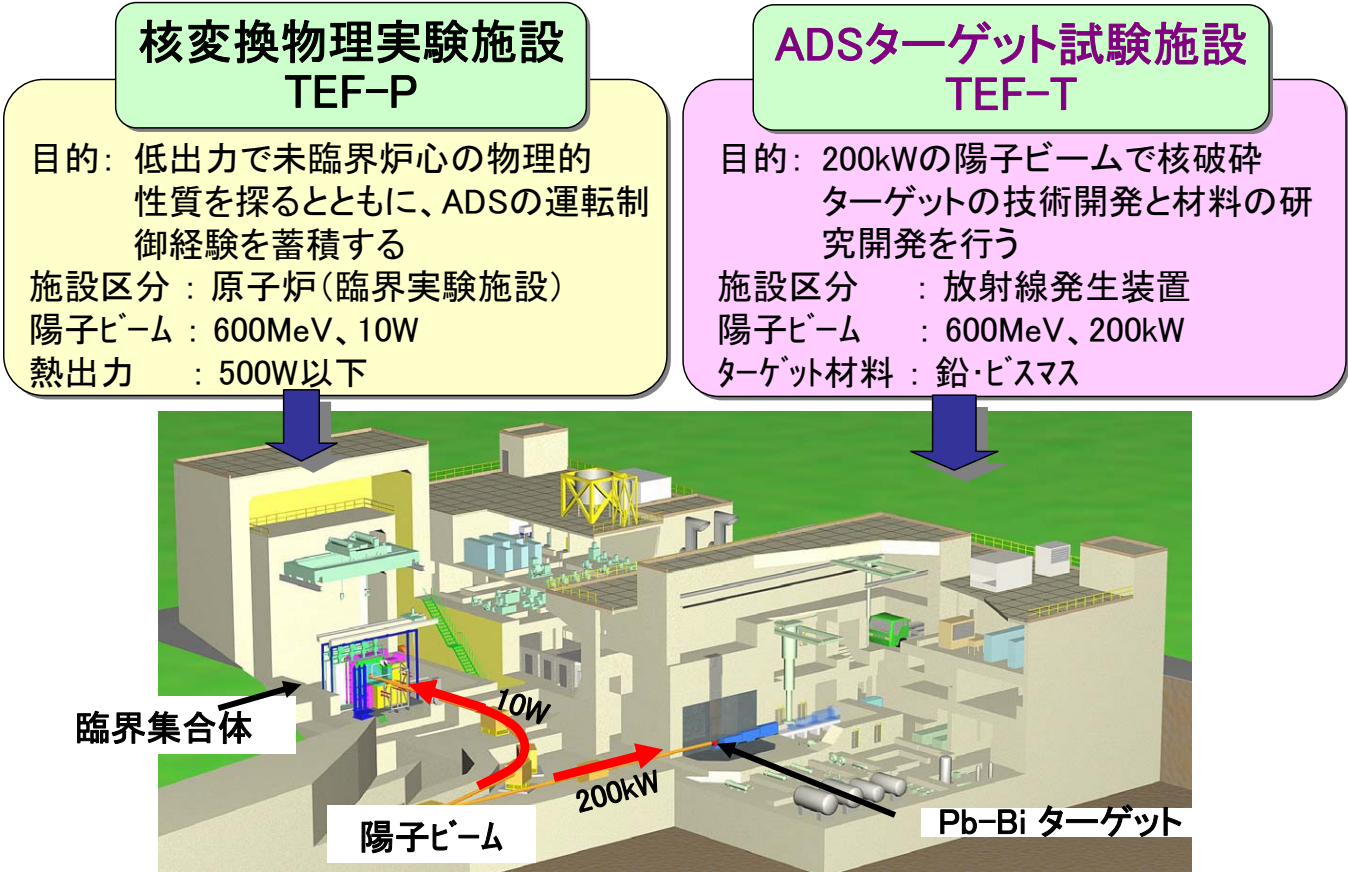 核変換物理実験施設
TEF-P
目的： 低出力で未臨界炉心の物理的
性質を探るとともに、ADSの運転制
御経験を蓄積する
施設区分 ： 原子炉（臨界実験施設）
陽子ﾋﾞｰﾑ ： 600MeV、10W
熱出力 ： 500W以下
ADSターゲット試験施設
TEF-T
目的： 200kWの陽子ビームで核破砕
ターゲットの技術開発と材料の研
究開発を行う
施設区分 ： 放射線発生装置
陽子ﾋﾞｰﾑ ： 600MeV、200kW
ﾀｰｹﾞｯﾄ材料 ： 鉛・ﾋﾞｽﾏｽ
臨界集合体
10W
200kW
陽子ビーム
Pb-Bi ターゲット